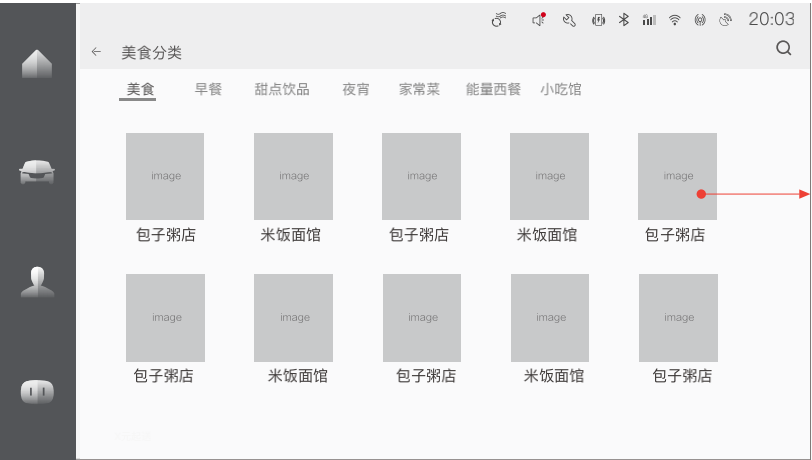 20:03
美食分类
美食 早餐 甜点饮品 夜宵 家常菜 能量西餐 小吃馆
image image image image image
包子粥店 米饭面馆 包子粥店 米饭面馆 包子粥店
image image image image image
包子粥店 米饭面馆 包子粥店 米饭面馆 包子粥店